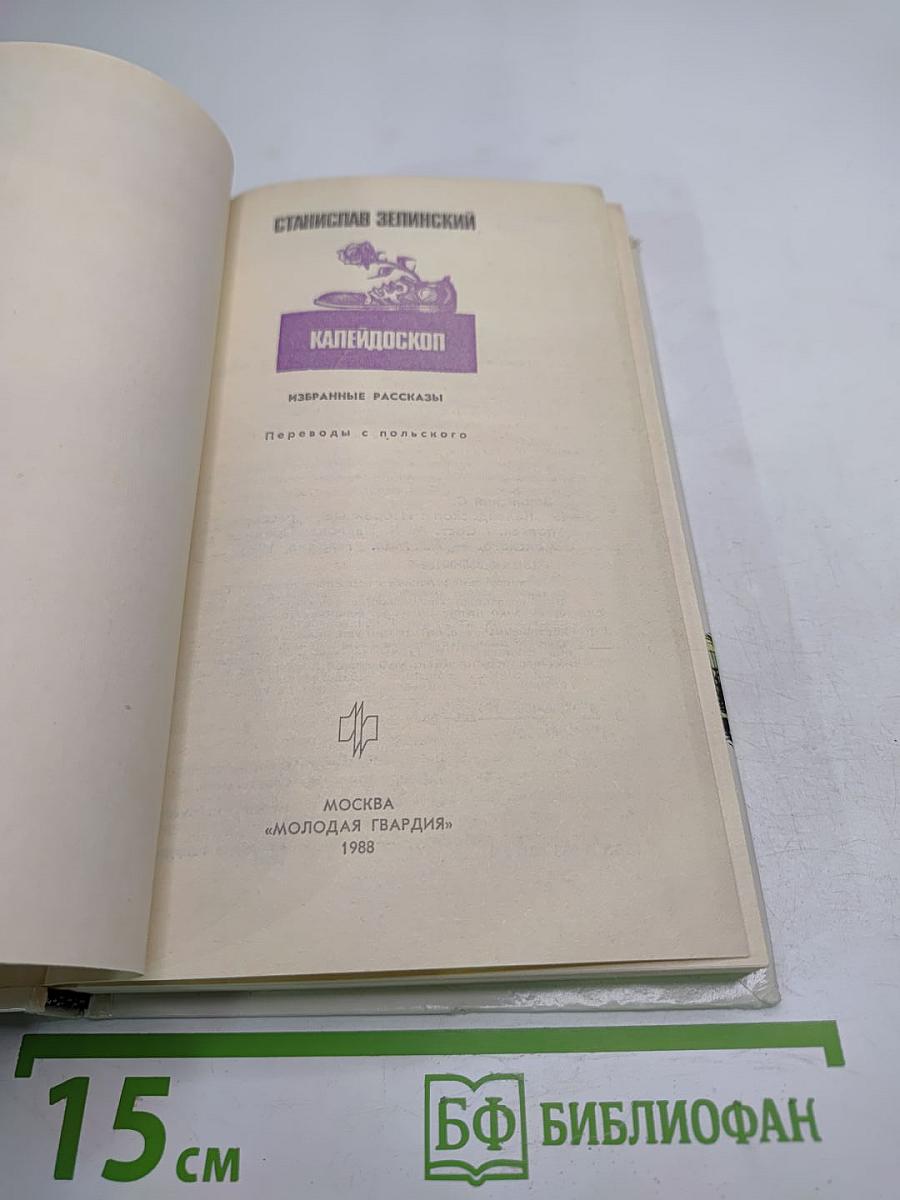 СТАНИСЛАВ ЗЕЛИНСКИЙ
КАЛЕЙДОСКОП
ИЗБРАННЫЕ РАССКАЗЫ
Переводы с польского
МОСКВА
«МОЛОДАЯ ГВАРДИЯ»
1988
15 см
БФ БИБЛИОФАН